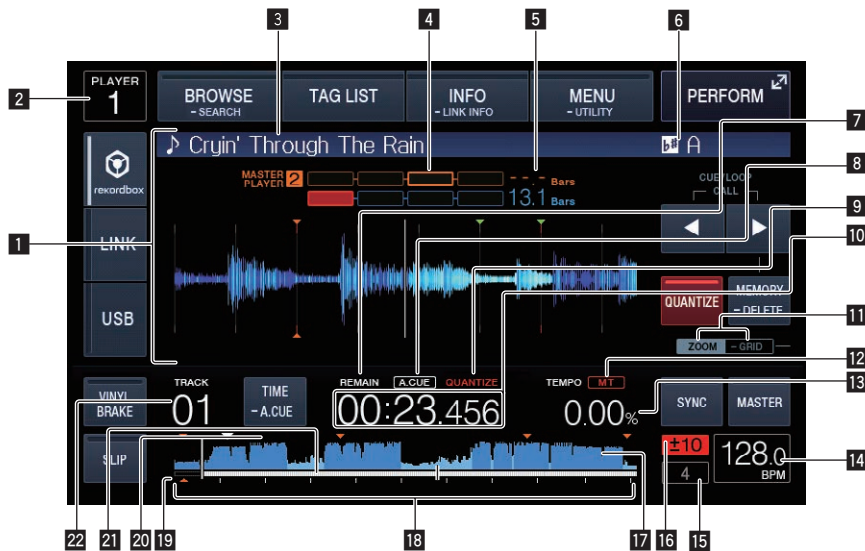 3 4 5 6
2
PLAYER
1
BROWSE
- SEARCH
TAG LIST
INFO
- LINK INFO
MENU
- UTILITY
PERFORM
7
♪ Cryin' Through The Rain
b# A
8
rekordbox
MASTER
PLAYER 2
--.- Bars
13.1 Bars
CUE/LOOP
CALL
9
10
1
LINK
USB
QUANTIZE
MEMORY
- DELETE
11
ZOOM - GRID
12
VINYL
BRAKE
TRACK
01
TIME
- A.CUE
REMAIN A.CUE QUANTIZE
00:23.456
TEMPO MT
0.00%
13
SYNC
MASTER
SLIP
±10
4
128.0
BPM
14
22 21 20 19 18 17 16 15